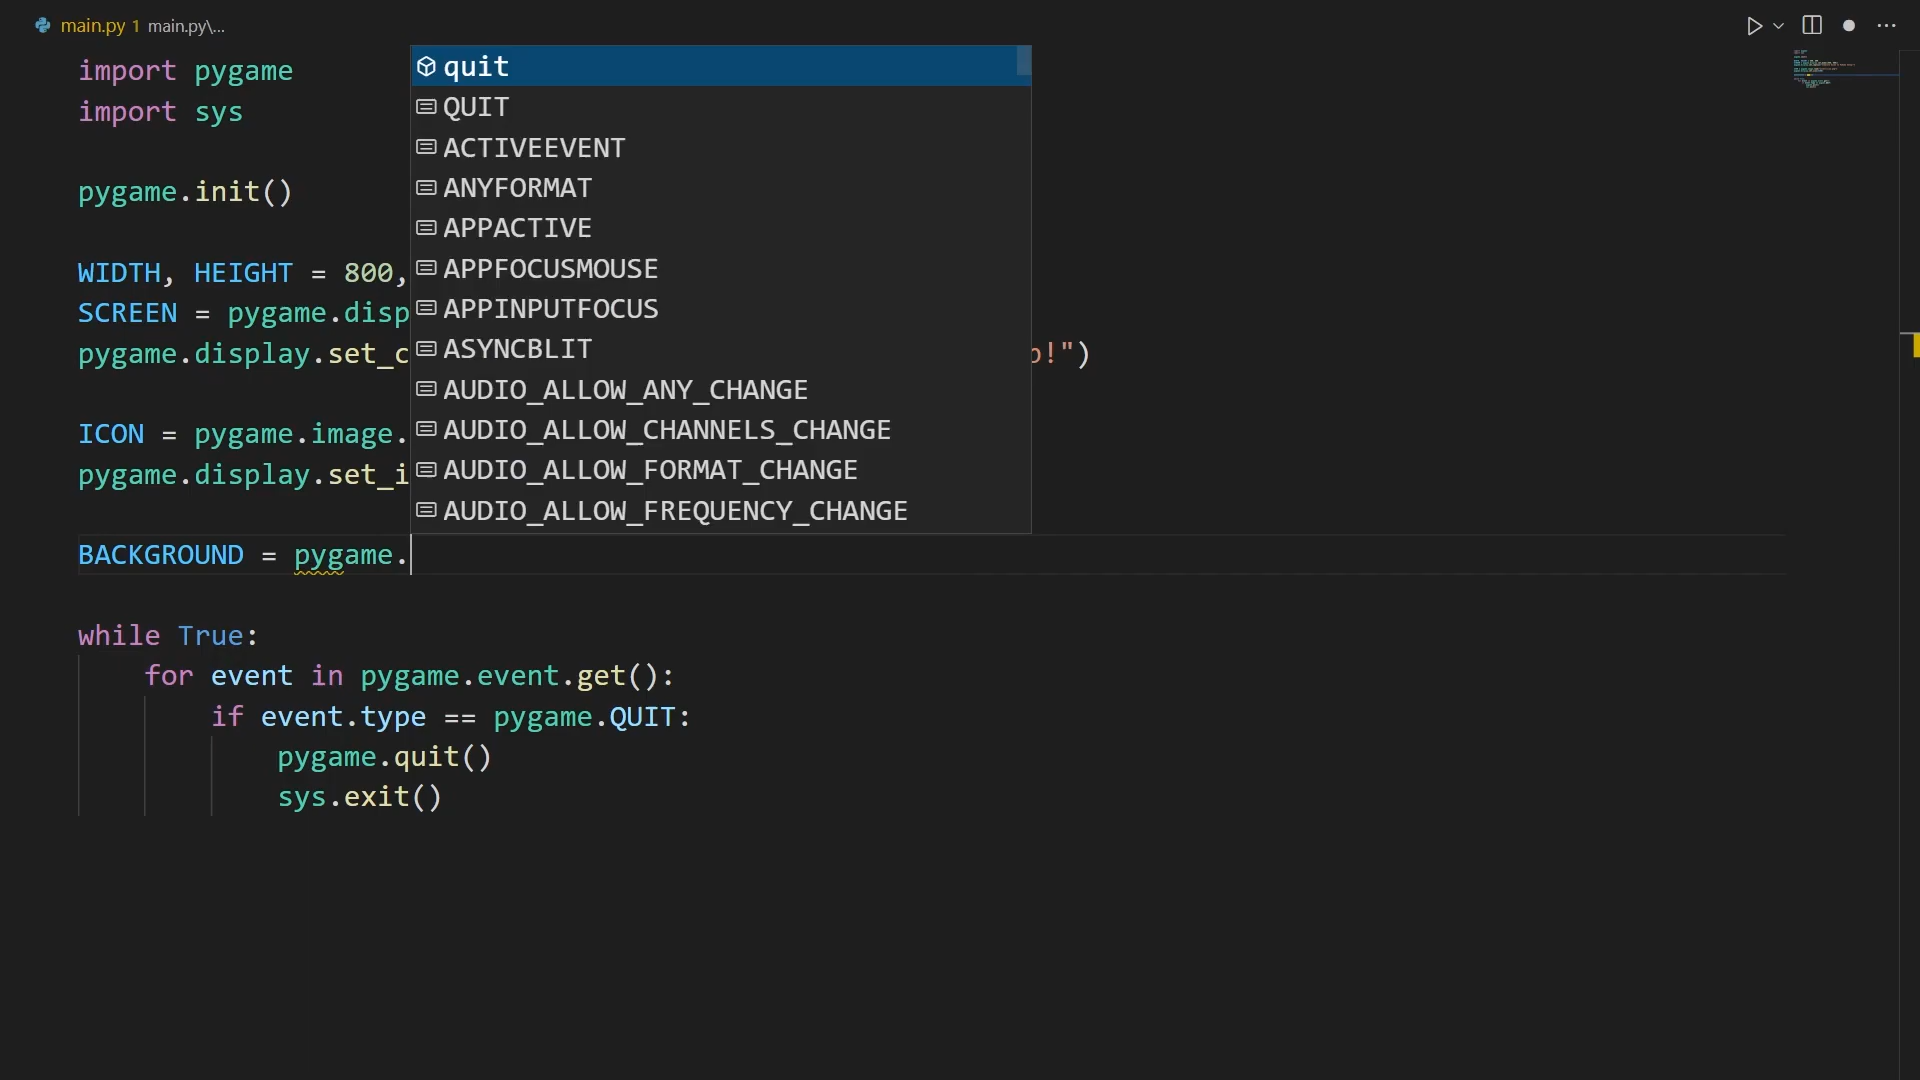 main.py 1 main.py\...
import pygame
import sys
pygame.init()
WIDTH, HEIGHT = 800,
SCREEN = pygame.disp
pygame.display.set_c
!")
ICON = pygame.image.
pygame.display.set_i
quit
QUIT
ACTIVEEVENT
ANYFORMAT
APPACTIVE
APPFOCUSMOUSE
APPINPUTFOCUS
ASYNCBLIT
AUDIO_ALLOW_ANY_CHANGE
AUDIO_ALLOW_CHANNELS_CHANGE
AUDIO_ALLOW_FORMAT_CHANGE
AUDIO_ALLOW_FREQUENCY_CHANGE
BACKGROUND = pygame.
while True:
for event in pygame.event.get():
if event.type == pygame.QUIT:
pygame.quit()
sys.exit()